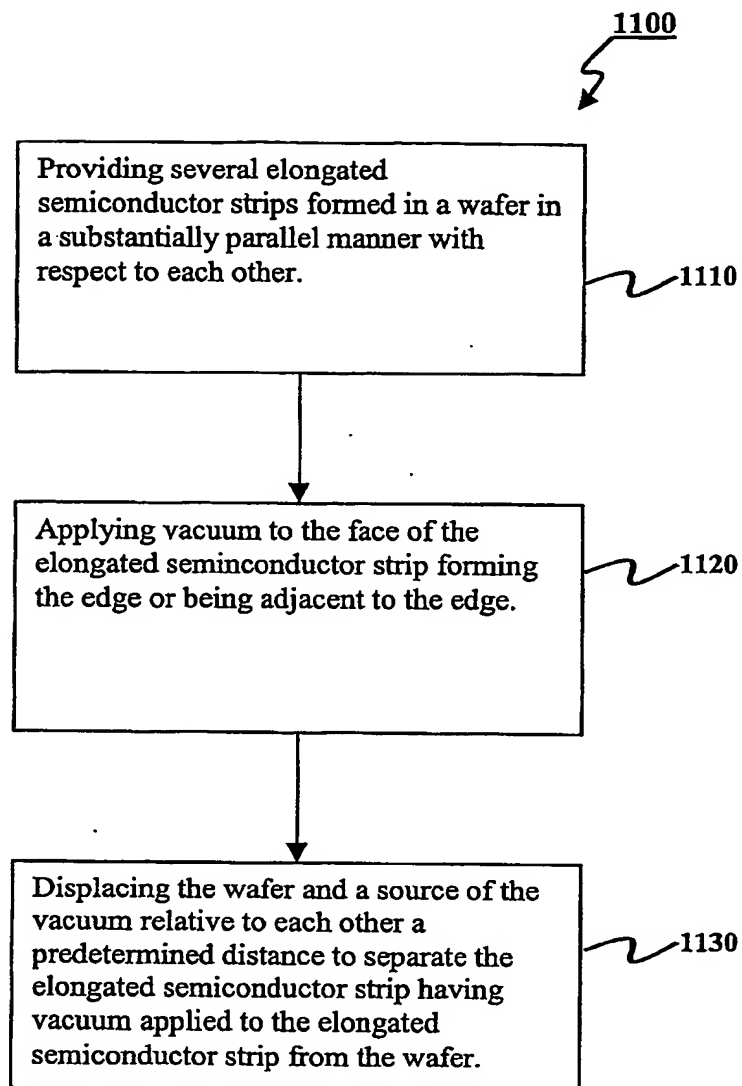 1100
Providing several elongated
semiconductor strips formed in a wafer in
a substantially parallel manner with
respect to each other.
1110
Applying vacuum to the face of the
elongated seminconductor strip forming
the edge or being adjacent to the edge.
1120
Displacing the wafer and a source of the
vacuum relative to each other a
predetermined distance to separate the
elongated semiconductor strip having
vacuum applied to the elongated
semiconductor strip from the wafer.
1130